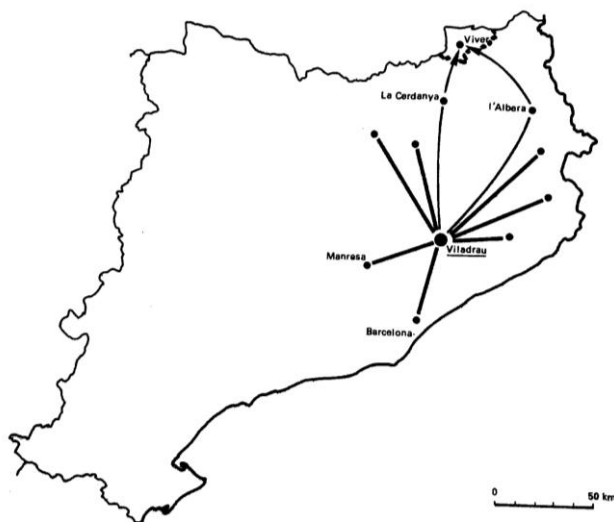 Viver
La Cerdanya
l'Albera
Viladrau
Manresa
Barcelona
0 50 km